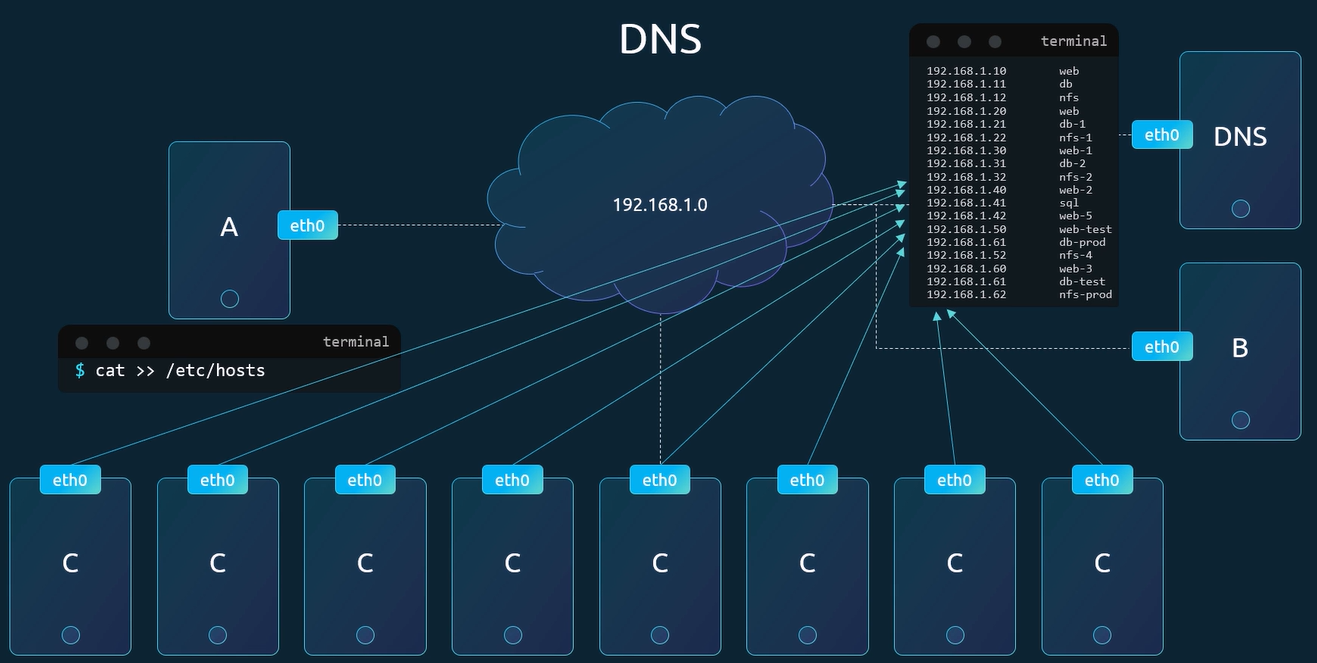 DNS
terminal
192.168.1.10 web
192.168.1.11 db
192.168.1.12 nfs
192.168.1.20 web
192.168.1.21 db-1
192.168.1.22 nfs-1
192.168.1.30 web-1
192.168.1.31 db-2
192.168.1.32 nfs-2
192.168.1.40 web-2
192.168.1.41 sql
192.168.1.42 web-5
192.168.1.50 web-test
192.168.1.61 db-prod
192.168.1.52 nfs-4
192.168.1.60 web-3
192.168.1.61 db-test
192.168.1.62 nfs-prod
eth0
DNS
192.168.1.0
A
eth0
eth0
B
terminal
$ cat >> /etc/hosts
eth0
eth0
eth0
eth0
eth0
eth0
eth0
eth0
C
C
C
C
C
C
C
C